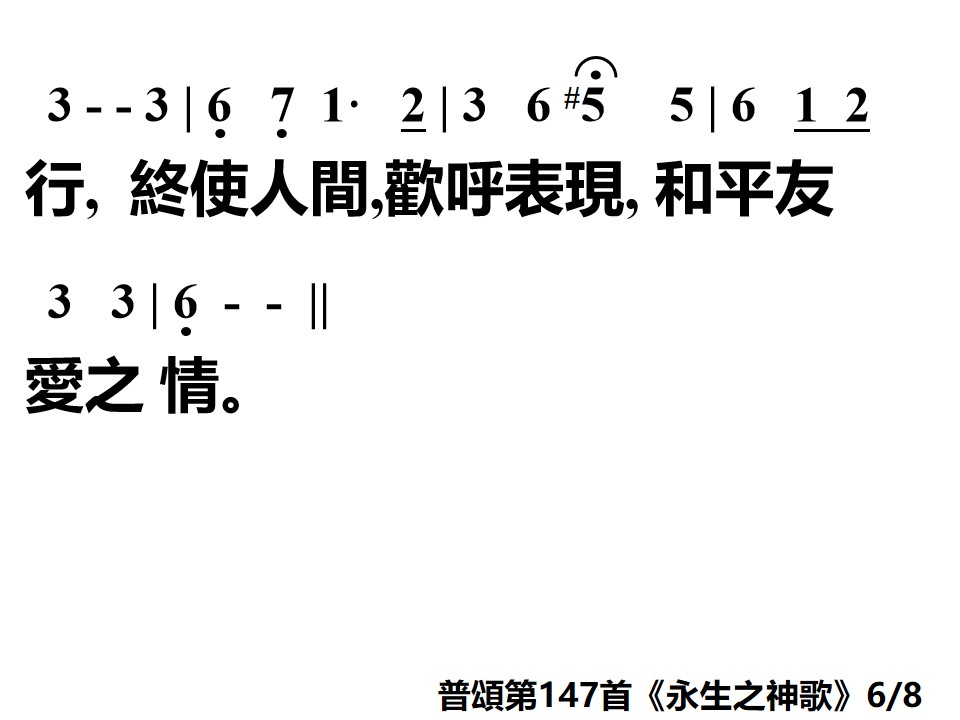 3 - - 3 | 6̣ 7̣ 1· 2 | 3 6 #5 5 | 6 1 2
行, 終使人間,歡呼表現, 和平友
3 3 | 6̣ - - ||
愛之 情。
普頌第147首《永生之神歌》6/8